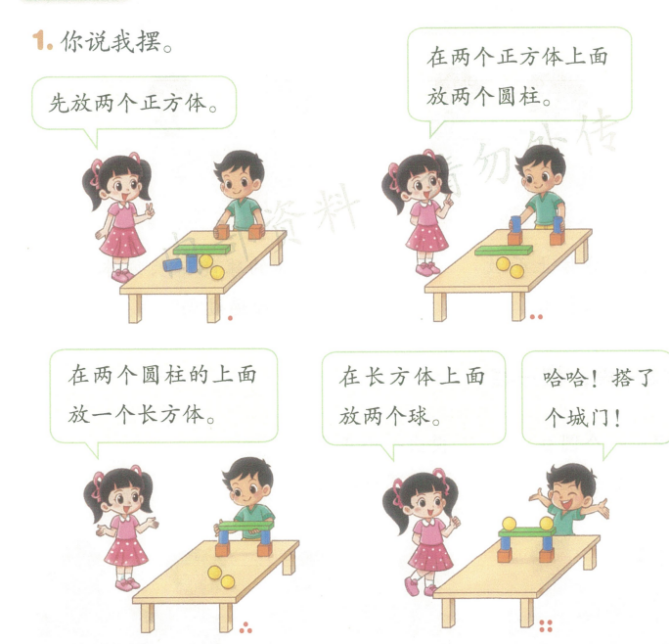 1. 你说我摆。
先放两个正方体。
在两个正方体上面
放两个圆柱。
在两个圆柱的上面
放一个长方体。
在长方体上面
放两个球。
哈哈！搭了
个城门！